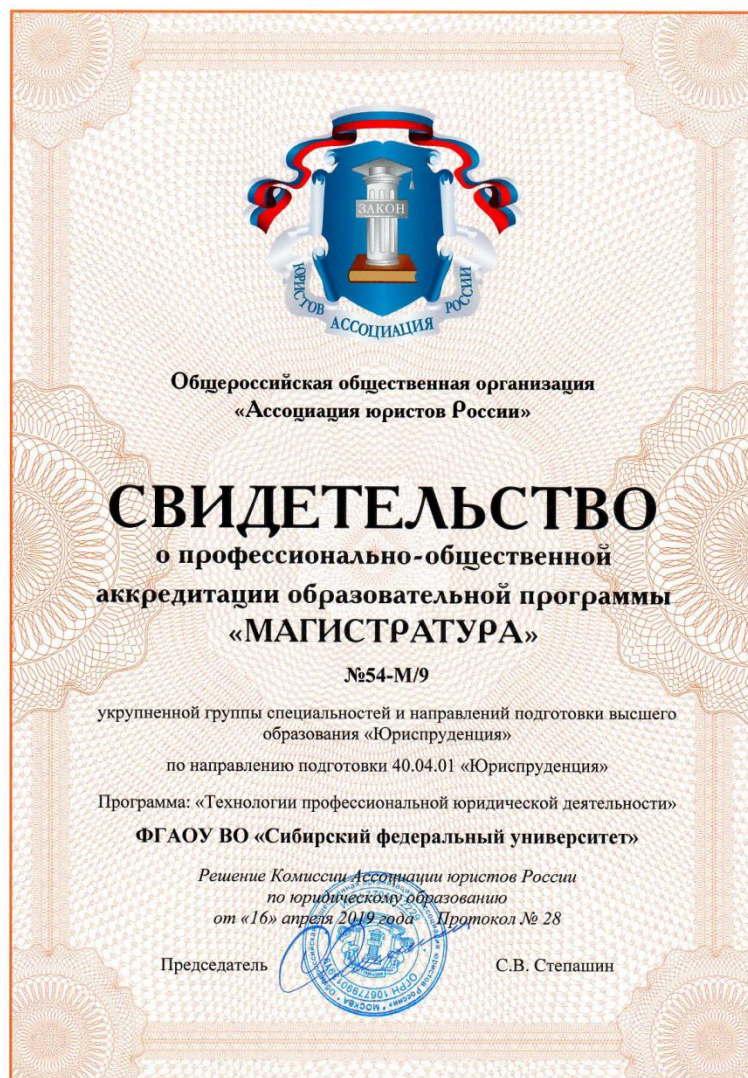 ЗАКОН
ЮРИСТОВ АССОЦИАЦИЯ РОССИИ
Общероссийская общественная организация
«Ассоциация юристов России»
СВИДЕТЕЛЬСТВО
о профессионально-общественной
аккредитации образовательной программы
«МАГИСТРАТУРА»
№54-М/9
укрупненной группы специальностей и направлений подготовки высшего
образования «Юриспруденция»
по направлению подготовки 40.04.01 «Юриспруденция»
Программа: «Технологии профессиональной юридической деятельности»
ФГАОУ ВО «Сибирский федеральный университет»
Решение Комиссии Ассоциации юристов России
по юридическому образованию
от «16» апреля 2019 года Протокол № 28
Председатель С.В. Степашин
МОСКВА
ОГРН